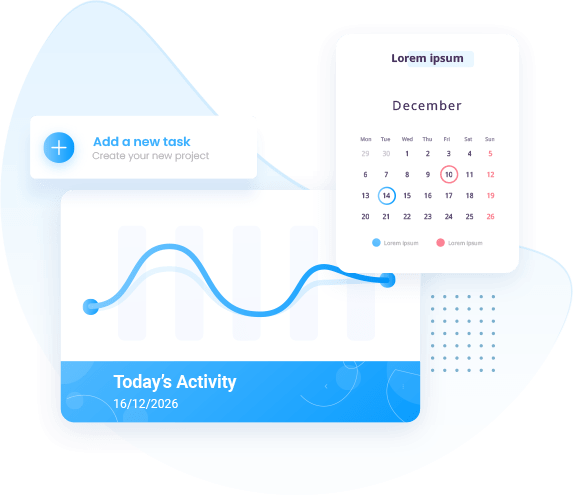 Lorem ipsum
December
Mon Tue Wed Thu Fri Sat Sun
29 30 1 2 3 4 5
6 7 8 9 10 11 12
13 14 15 16 17 18 19
20 21 22 23 24 25 26
Lorem ipsum Lorem ipsum
Add a new task
Create your new project
Today's Activity
16/12/2026